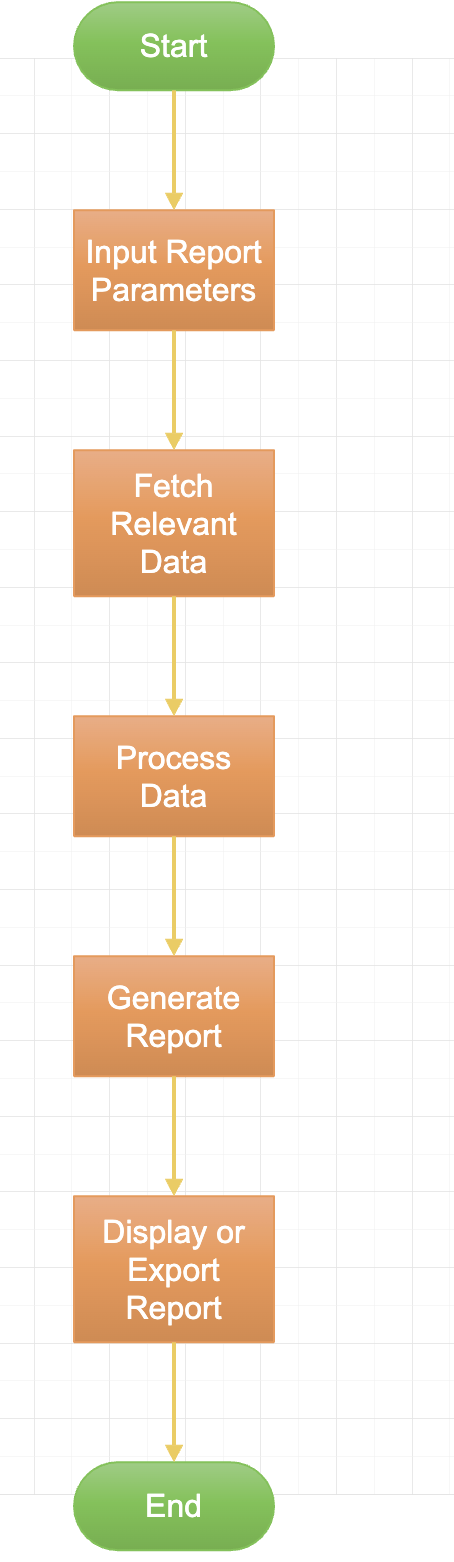 Start
Input Report
Parameters
Fetch
Relevant
Data
Process
Data
Generate
Report
Display or
Export
Report
End